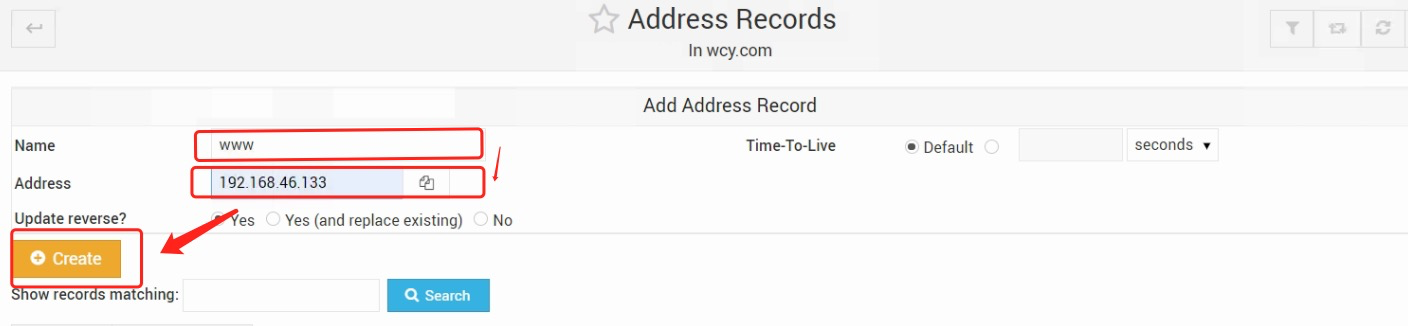 Address Records
In wcy.com
Add Address Record
Name www Time-To-Live Default seconds
Address 192.168.46.133
Update reverse? Yes Yes (and replace existing) No
Create
Show records matching: Search